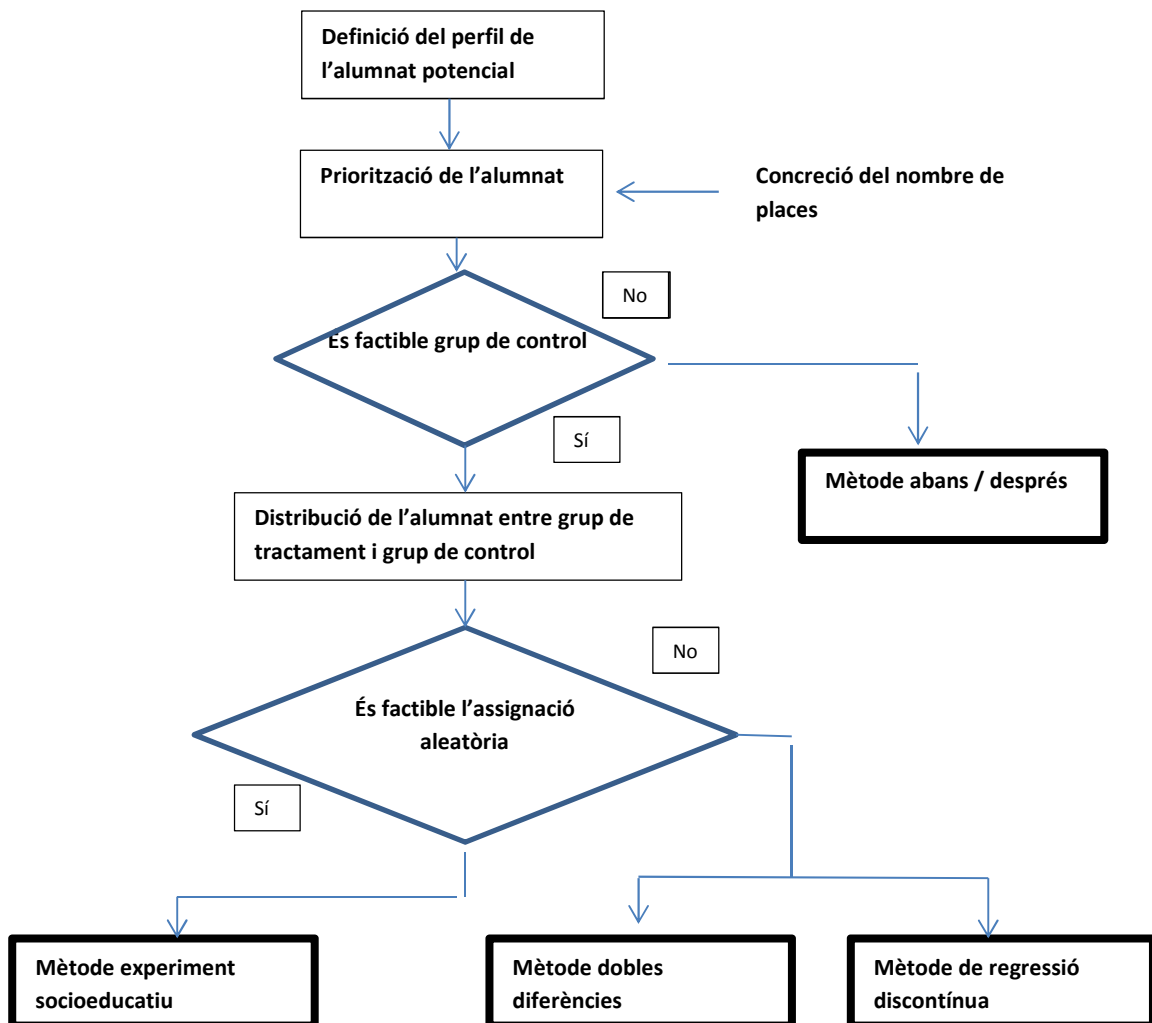 Definició del perfil de
l’alumnat potencial
Priorització de l’alumnat
Concreció del nombre de
places
No
És factible grup de control
Sí
Mètode abans / després
Distribució de l’alumnat entre grup de
tractament i grup de control
No
És factible l’assignació
aleatòria
Sí
Mètode experiment
socioeducatiu
Mètode dobles
diferències
Mètode de regressió
discontínua